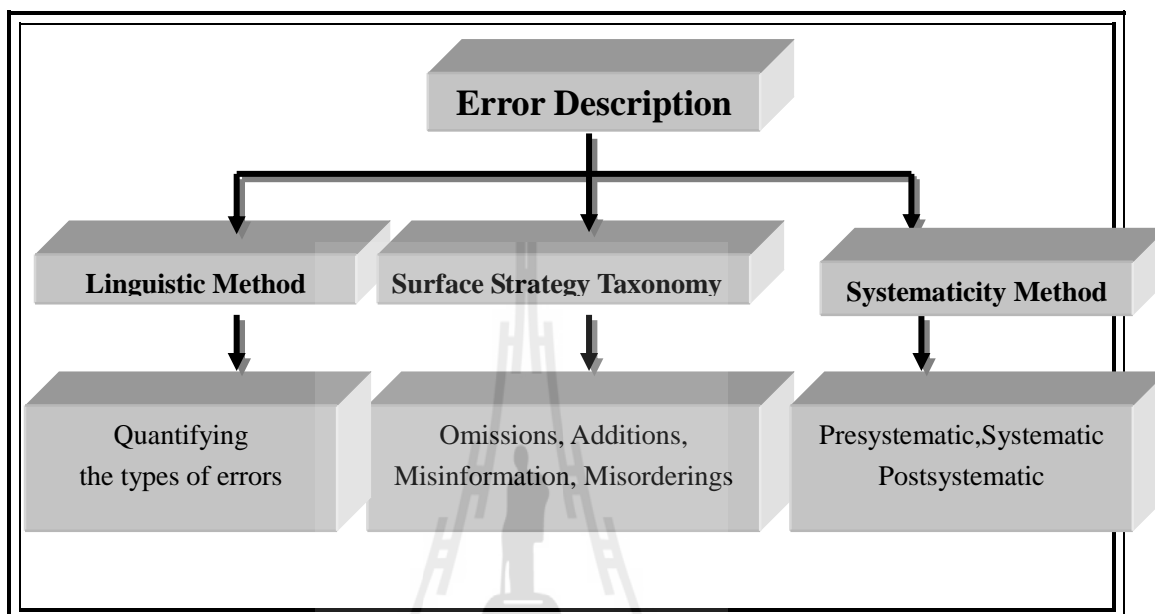 Error Description
Linguistic Method
Surface Strategy Taxonomy
Systematicity Method
Quantifying
the types of errors
Omissions, Additions,
Misinformation, Misorderings
Presystematic,Systematic
Postsystematic